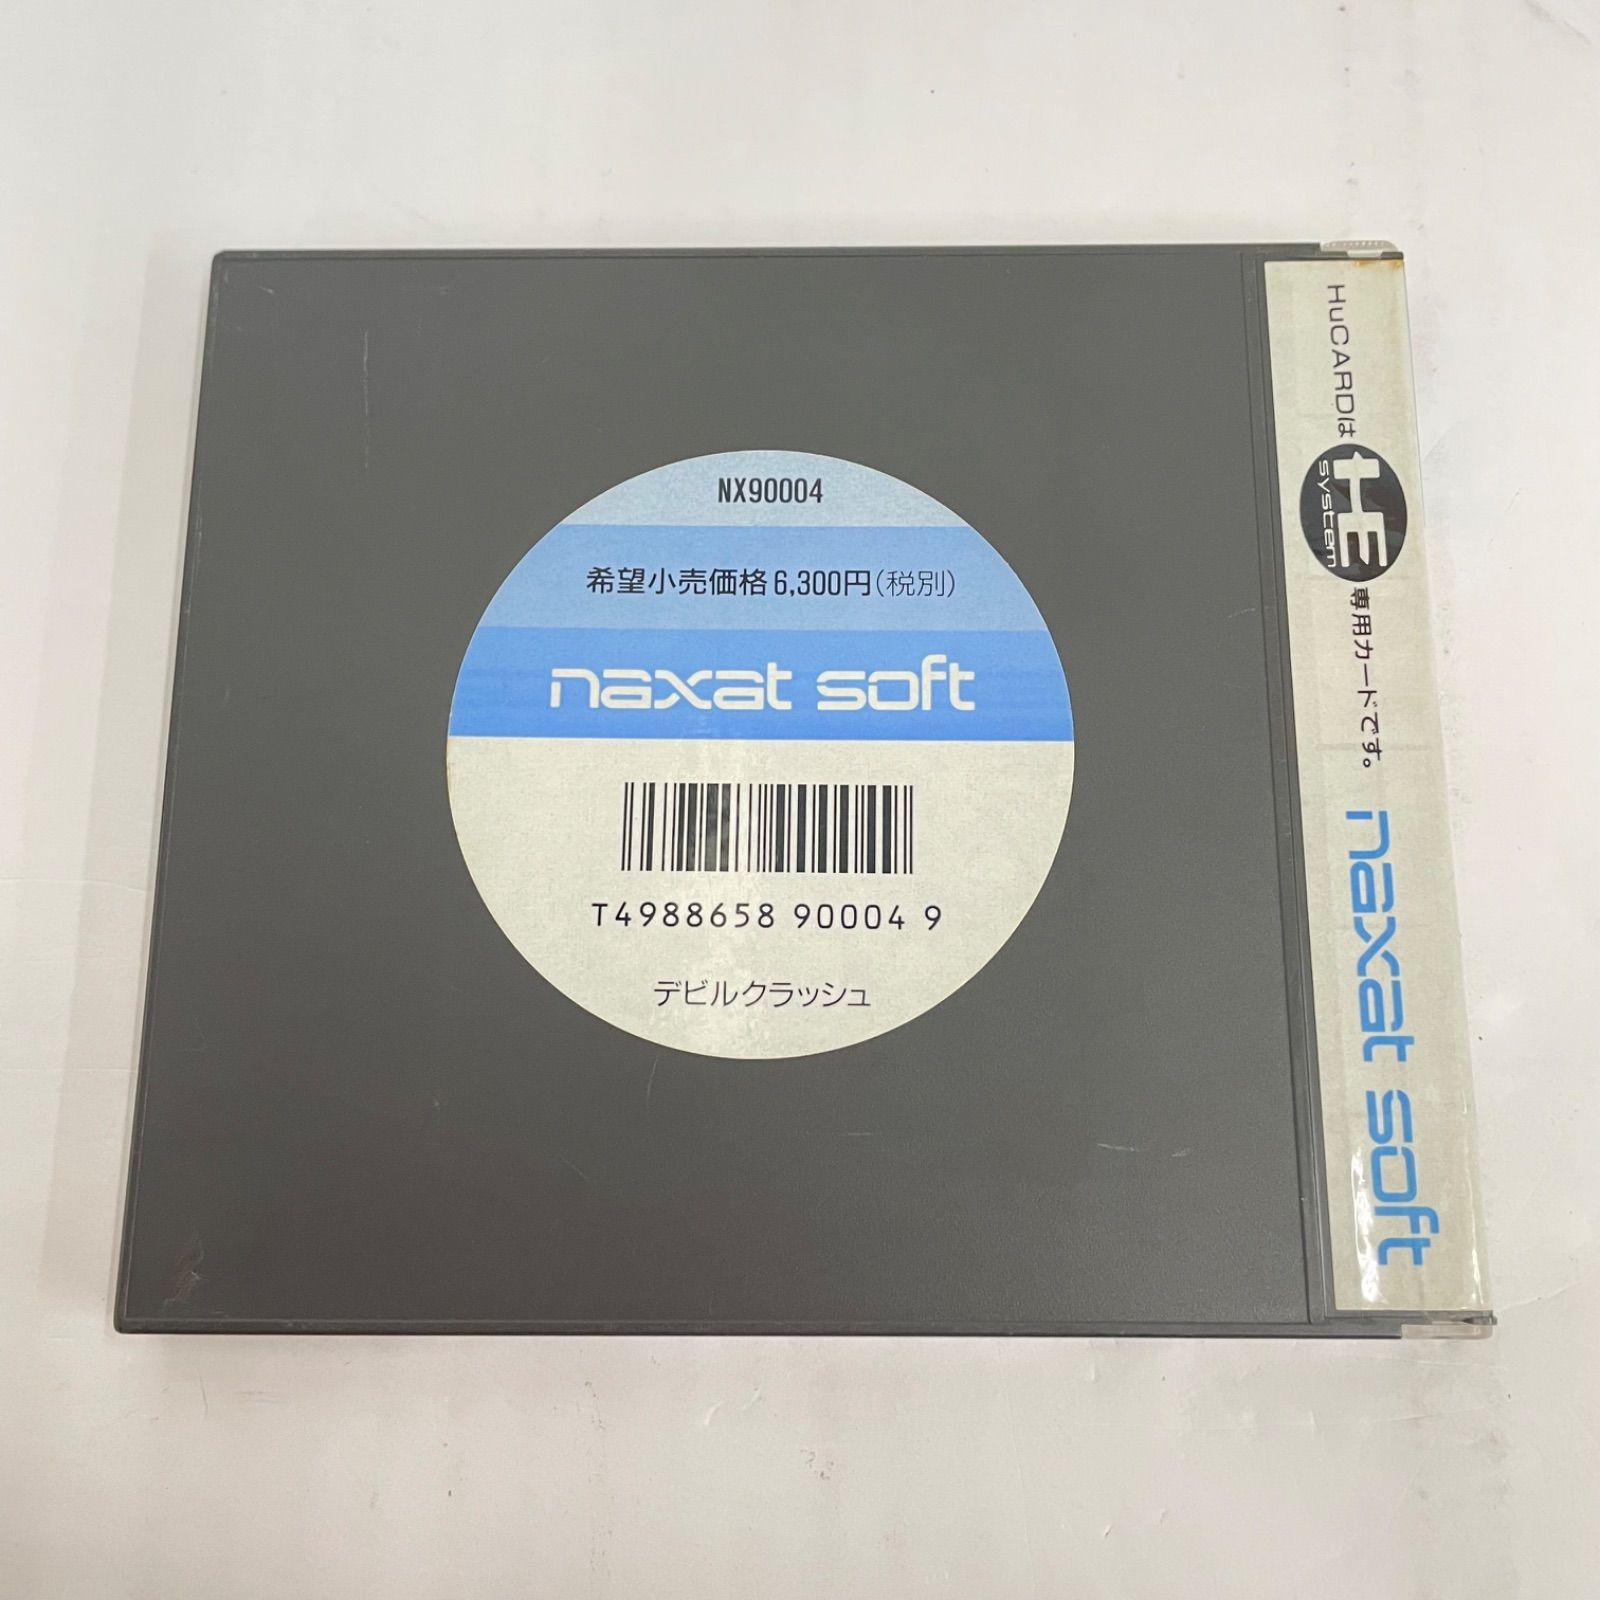 NX90004
希望小売価格6,300円(税別)
naxat soft
T4988658 90004 9
デビルクラッシュ
HuCARDは HE system 専用カードです。 naxat soft